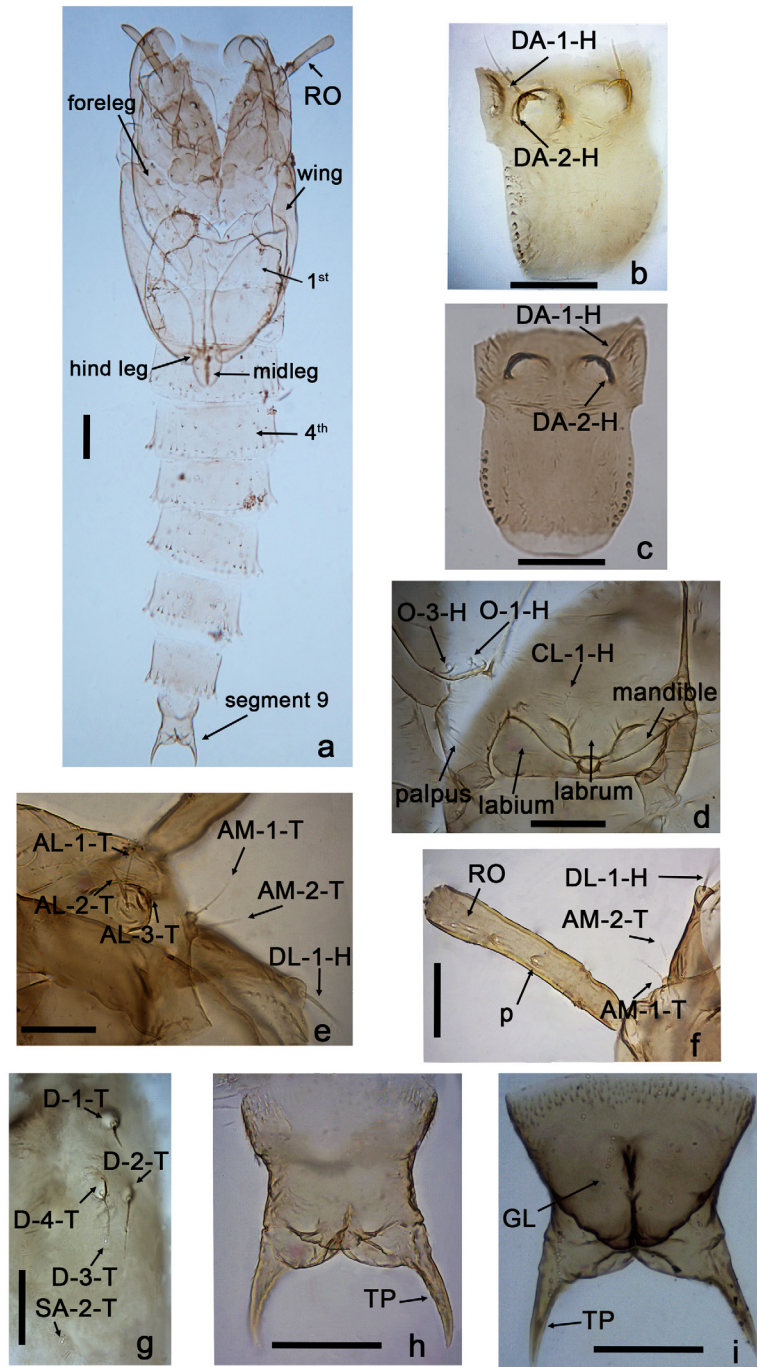 RO
foreleg
wing
1st
hind leg
midleg
4th
segment 9
a
DA-1-H
DA-2-H
b
DA-1-H
DA-2-H
c
O-3-H
O-1-H
CL-1-H
mandible
palpus
labium
labrum
d
AL-1-T
AL-2-T
AL-3-T
AM-1-T
AM-2-T
DL-1-H
e
RO
DL-1-H
AM-2-T
AM-1-T
p
f
D-1-T
D-2-T
D-4-T
D-3-T
SA-2-T
g
TP
h
GL
TP
i